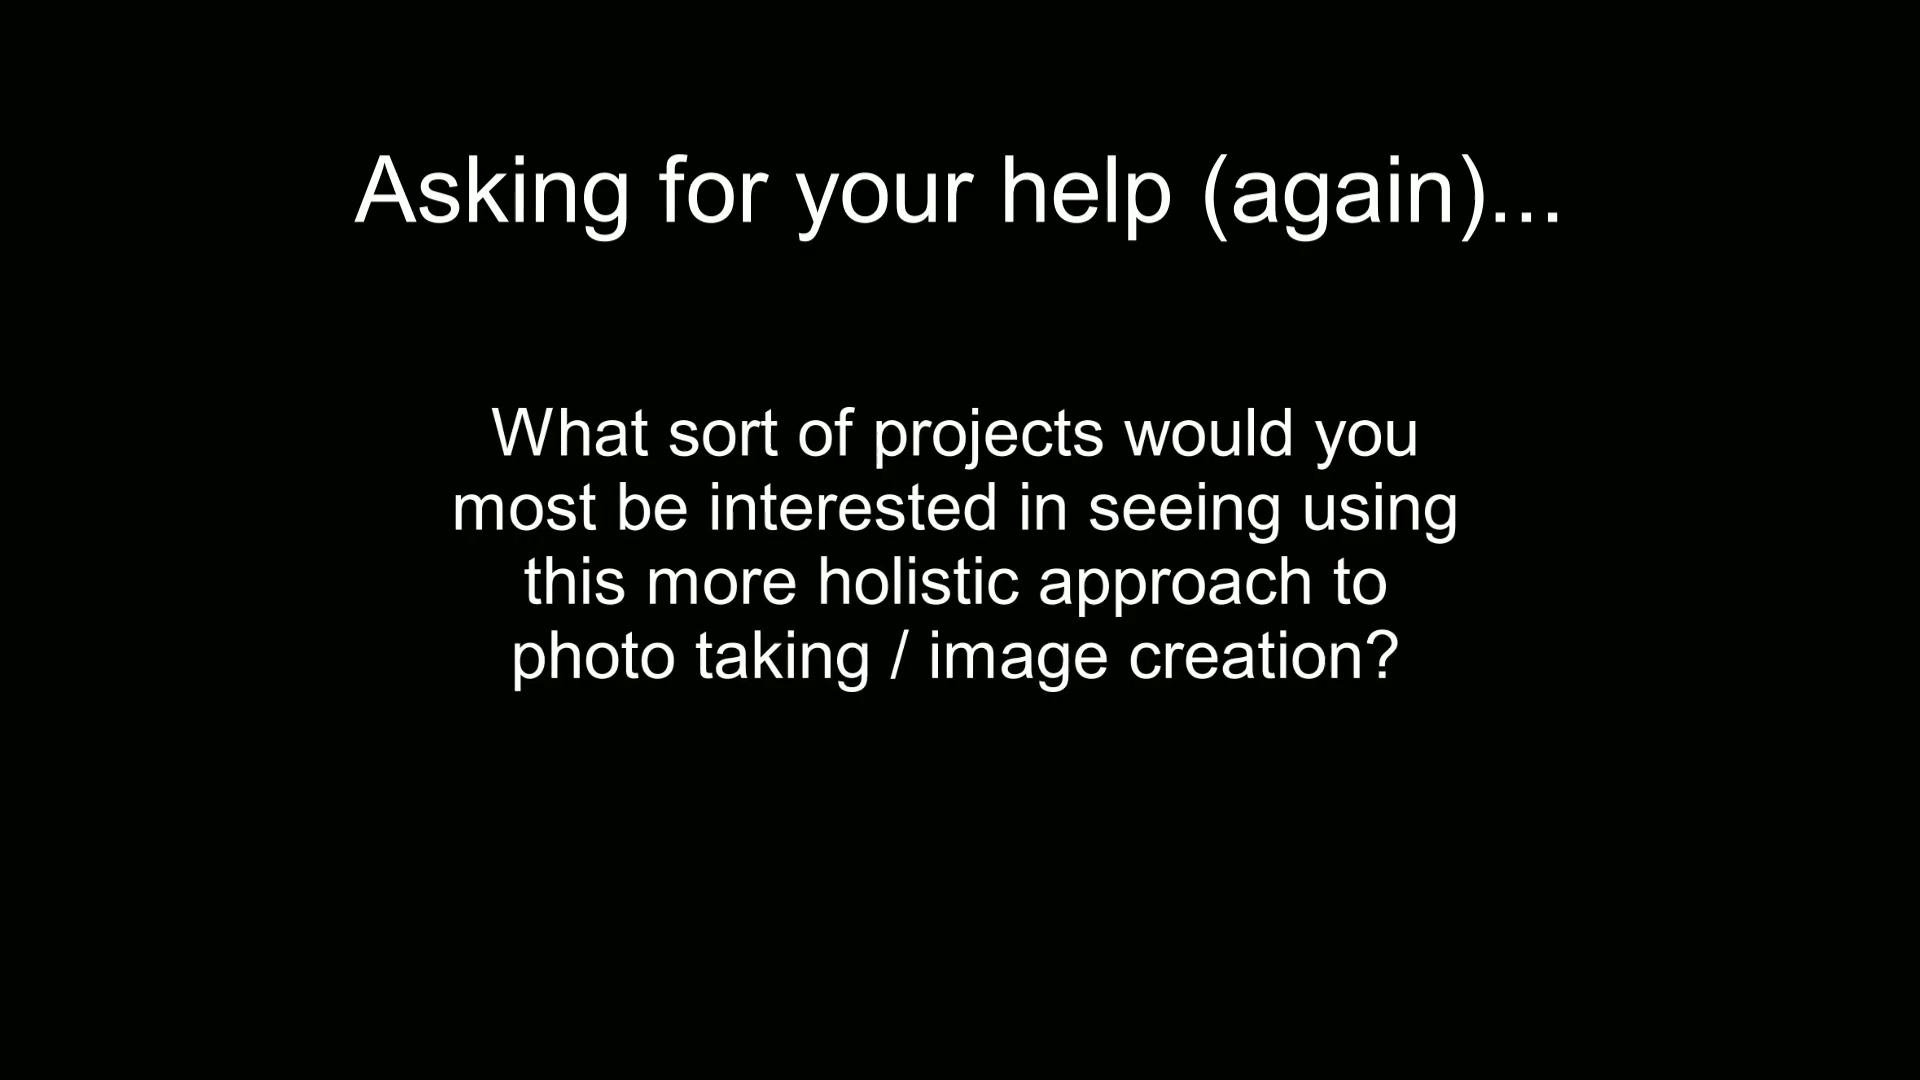 Asking for your help (again)...
What sort of projects would you
most be interested in seeing using
this more holistic approach to
photo taking / image creation?